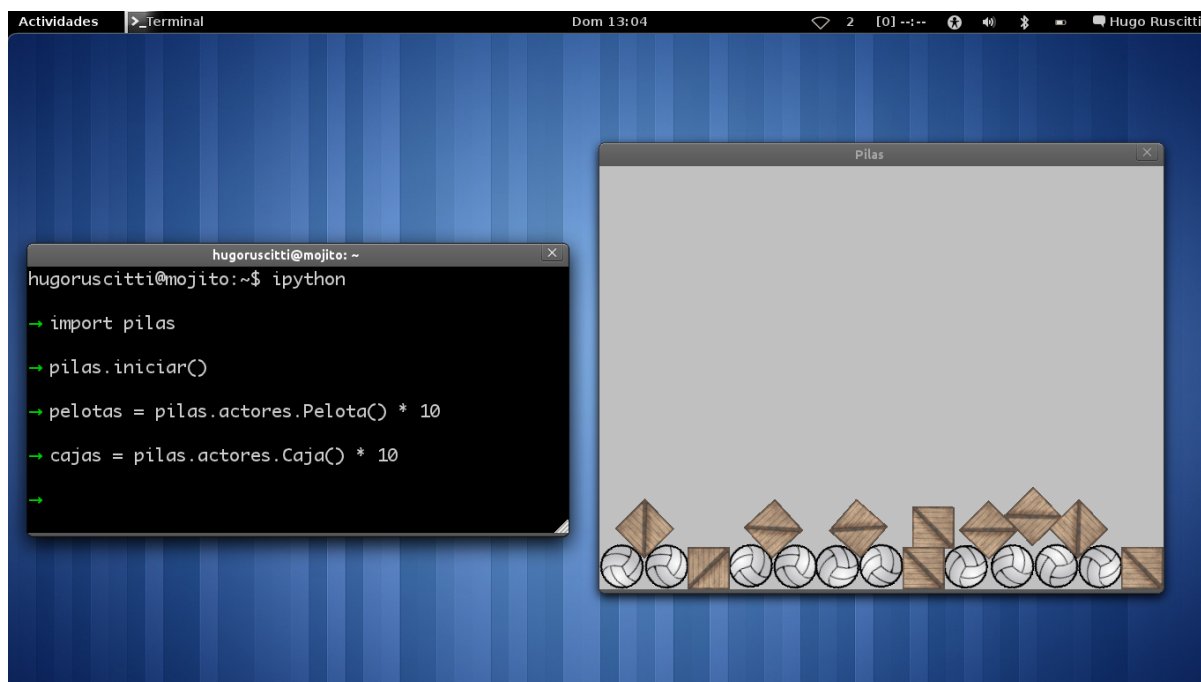 Actividades >_Terminal Dom 13:04 2 [0] --:-- Hugo Ruscitti
Pilas
hugoruscitti@mojito: ~
hugoruscitti@mojito:~$ ipython
→ import pilas
→ pilas.iniciar()
→ pelotas = pilas.actores.Pelota() * 10
→ cajas = pilas.actores.Caja() * 10
→